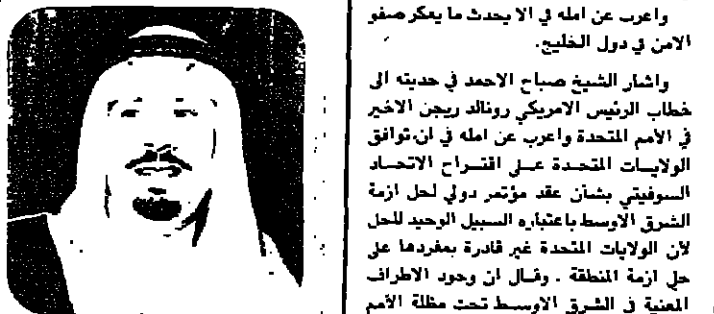 واعرب عن امله في الا يحدث ما يعكر صفو
الامن في دول الخليج.
واشار الشيخ صباح الاحمد في حديثه الى
خطاب الرئيس الامريكي رونالد ريجن الاخير
في الأمم المتحدة واعرب عن امله في ان توافق
الولايات المتحدة على اقتراح الاتحاد
السوفيتي بشأن عقد مؤتمر دولي لحل ازمة
الشرق الاوسط باعتباره السبيل الوحيد للحل
لأن الولايات المتحدة غير قادرة بمفردها على
حل ازمة المنطقة . وقال ان وجود الاطراف
المعنية في الشرق الاوسط تحت مظلة الأمم